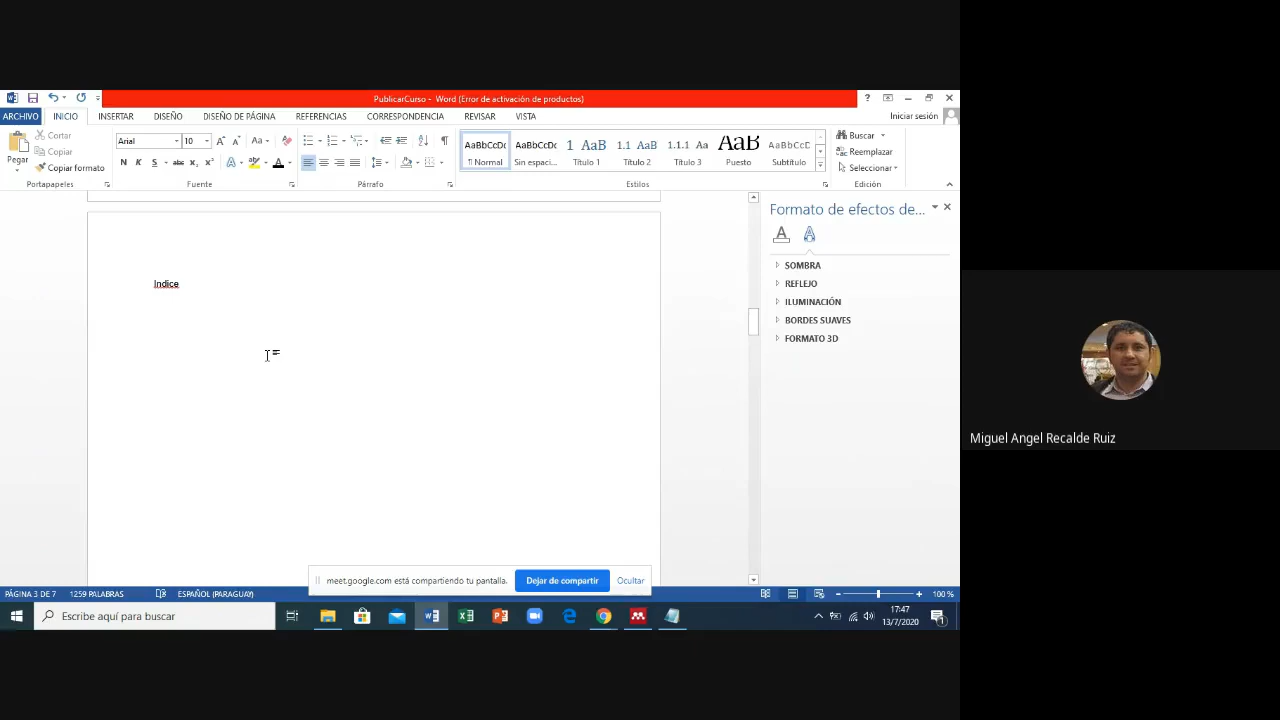 PublicarCurso - Word (Error de activación de productos)
ARCHIVO INICIO INSERTAR DISEÑO DISEÑO DE PÁGINA REFERENCIAS CORRESPONDENCIA REVISAR VISTA Iniciar sesión
Pegar
Cortar
Copiar
Copiar formato
Portapapeles
Arial 10
N K S abc x₂ x²
Fuente
Párrafo
AaBbCcDc AaBbCcDc 1 AaB 1.1 AaB 1.1.1 Aa AaB AaBbCcC
¶ Normal Sin espaci... Título 1 Título 2 Título 3 Puesto Subtítulo
Estilos
Buscar
Reemplazar
Seleccionar
Edición
Indice
Formato de efectos de...
SOMBRA
REFLEJO
ILUMINACIÓN
BORDES SUAVES
FORMATO 3D
Miguel Angel Recalde Ruiz
meet.google.com está compartiendo tu pantalla. Dejar de compartir Ocultar
PÁGINA 3 DE 7 1259 PALABRAS ESPAÑOL (PARAGUAY) 100 %
Escribe aquí para buscar
17:47
13/7/2020